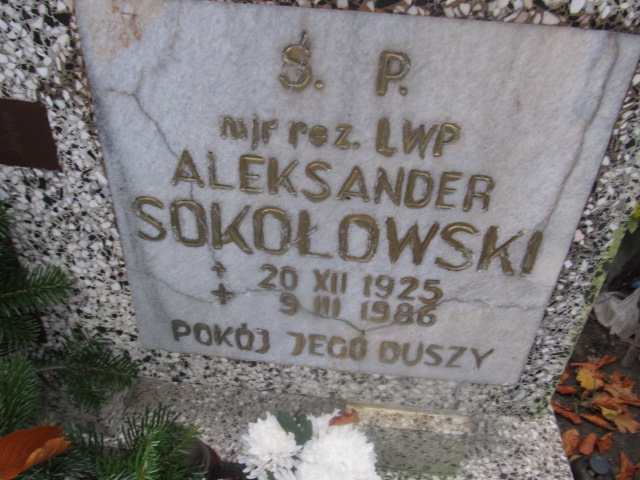 Ś. P.
mjr rez. LWP
ALEKSANDER
SOKOŁOWSKI
* 20 XII 1925
+ 9 III 1986
POKÓJ JEGO DUSZY